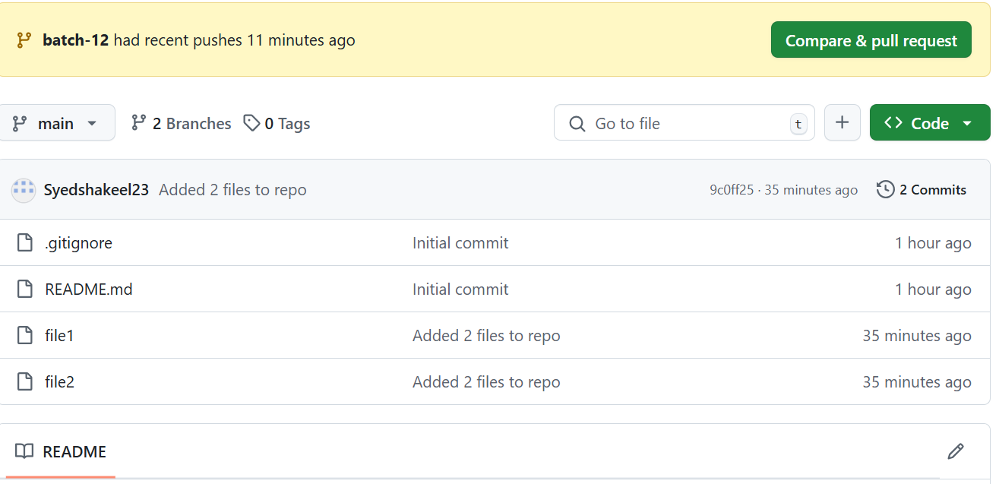 batch-12 had recent pushes 11 minutes ago Compare & pull request
main 2 Branches 0 Tags Go to file t Code
Syedshakeel23 Added 2 files to repo 9c0ff25 · 35 minutes ago 2 Commits
.gitignore Initial commit 1 hour ago
README.md Initial commit 1 hour ago
file1 Added 2 files to repo 35 minutes ago
file2 Added 2 files to repo 35 minutes ago
README